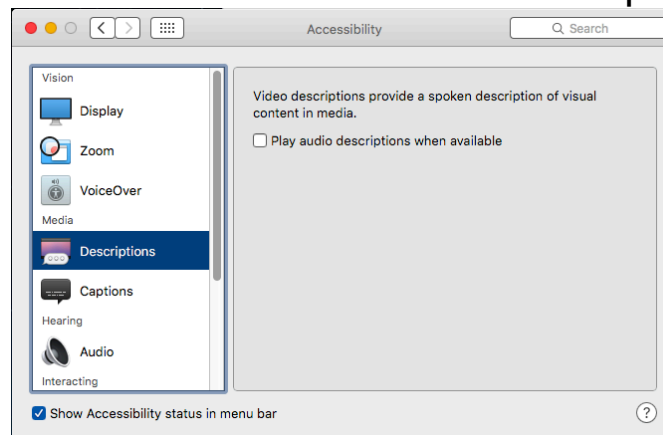 Accessibility
Search
Vision
Display
Zoom
VoiceOver
Media
Descriptions
Captions
Hearing
Audio
Interacting
Video descriptions provide a spoken description of visual
content in media.
Play audio descriptions when available
Show Accessibility status in menu bar
?